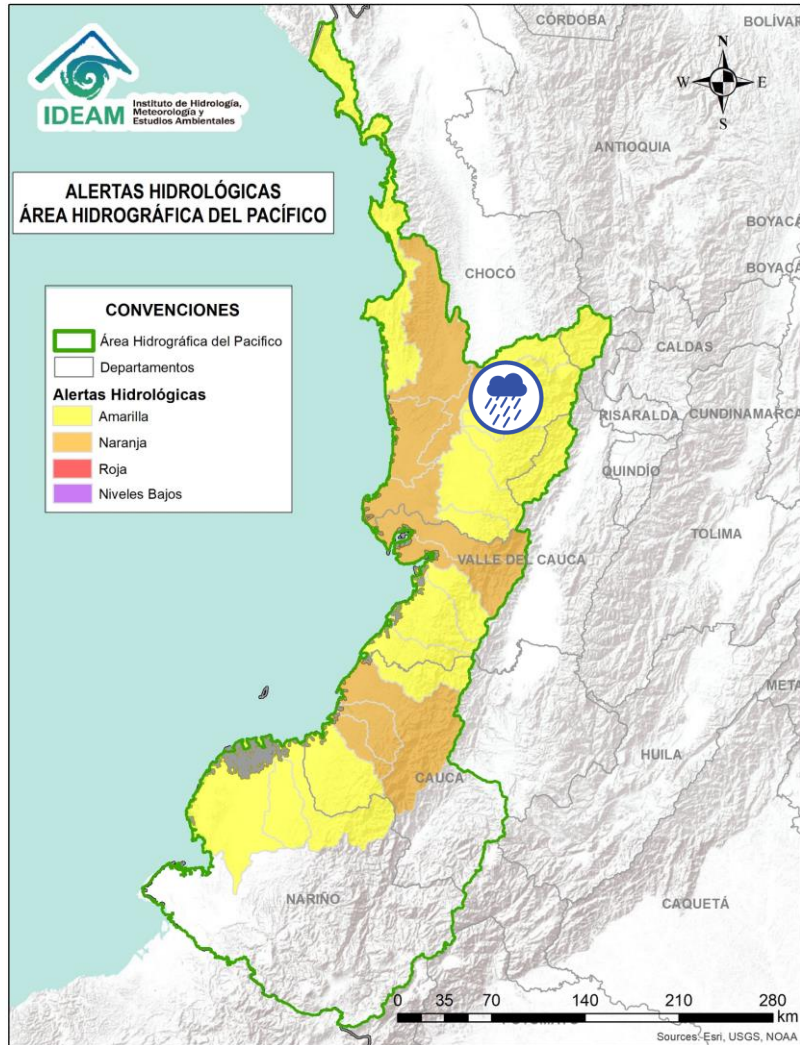 CÓRDOBA
BOLÍVAR
N
W
E
S
IDEAM
Instituto de Hidrología,
Meteorología y
Estudios Ambientales
ANTIOQUIA
ALERTAS HIDROLÓGICAS
ÁREA HIDROGRÁFICA DEL PACÍFICO
BOYACÁ
BOYACÁ
CHOCÓ
CONVENCIONES
Área Hidrográfica del Pacifico
Departamentos
Alertas Hidrológicas
Amarilla
Naranja
Roja
Niveles Bajos
CALDAS
RISARALDA
CUNDINAMARCA
QUINDÍO
TOLIMA
VALLE DEL CAUCA
META
HUILA
CAUCA
NARIÑO
CAQUETÁ
0 35 70 140 210 280
km
Sources: Esri, USGS, NOAA